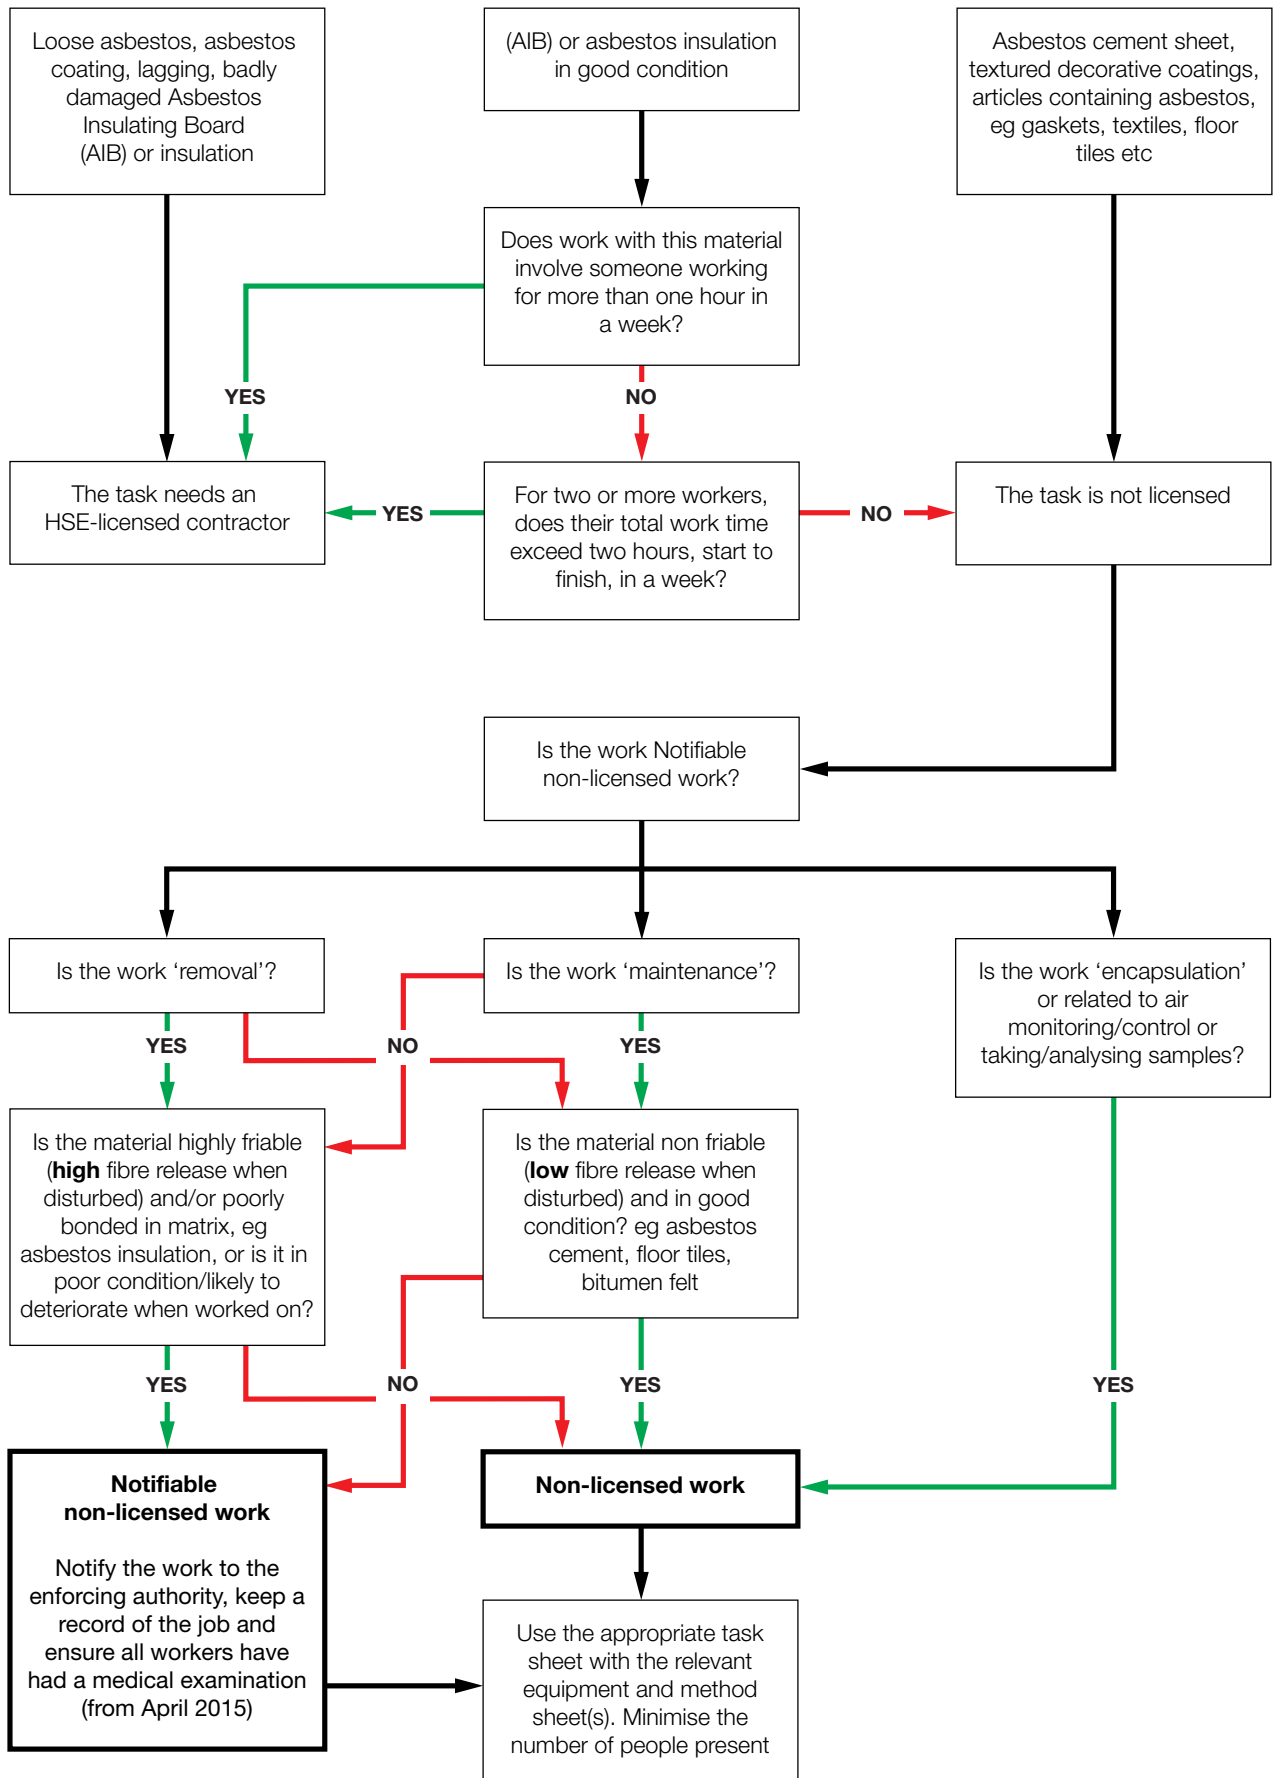 Loose asbestos, asbestos
coating, lagging, badly
damaged Asbestos
Insulating Board
(AIB) or insulation
(AIB) or asbestos insulation
in good condition
Asbestos cement sheet,
textured decorative coatings,
articles containing asbestos,
eg gaskets, textiles, floor
tiles etc
Does work with this material
involve someone working
for more than one hour in
a week?
YES
NO
The task needs an
HSE-licensed contractor
YES
For two or more workers,
does their total work time
exceed two hours, start to
finish, in a week?
NO
The task is not licensed
Is the work Notifiable
non-licensed work?
Is the work ‘removal’?
Is the work ‘maintenance’?
Is the work ‘encapsulation’
or related to air
monitoring/control or
taking/analysing samples?
YES
NO
YES
Is the material highly friable
(high fibre release when
disturbed) and/or poorly
bonded in matrix, eg
asbestos insulation, or is it in
poor condition/likely to
deteriorate when worked on?
Is the material non friable
(low fibre release when
disturbed) and in good
condition? eg asbestos
cement, floor tiles,
bitumen felt
YES
NO
YES
YES
Notifiable
non-licensed work
Notify the work to the
enforcing authority, keep a
record of the job and
ensure all workers have
had a medical examination
(from April 2015)
Non-licensed work
Use the appropriate task
sheet with the relevant
equipment and method
sheet(s). Minimise the
number of people present